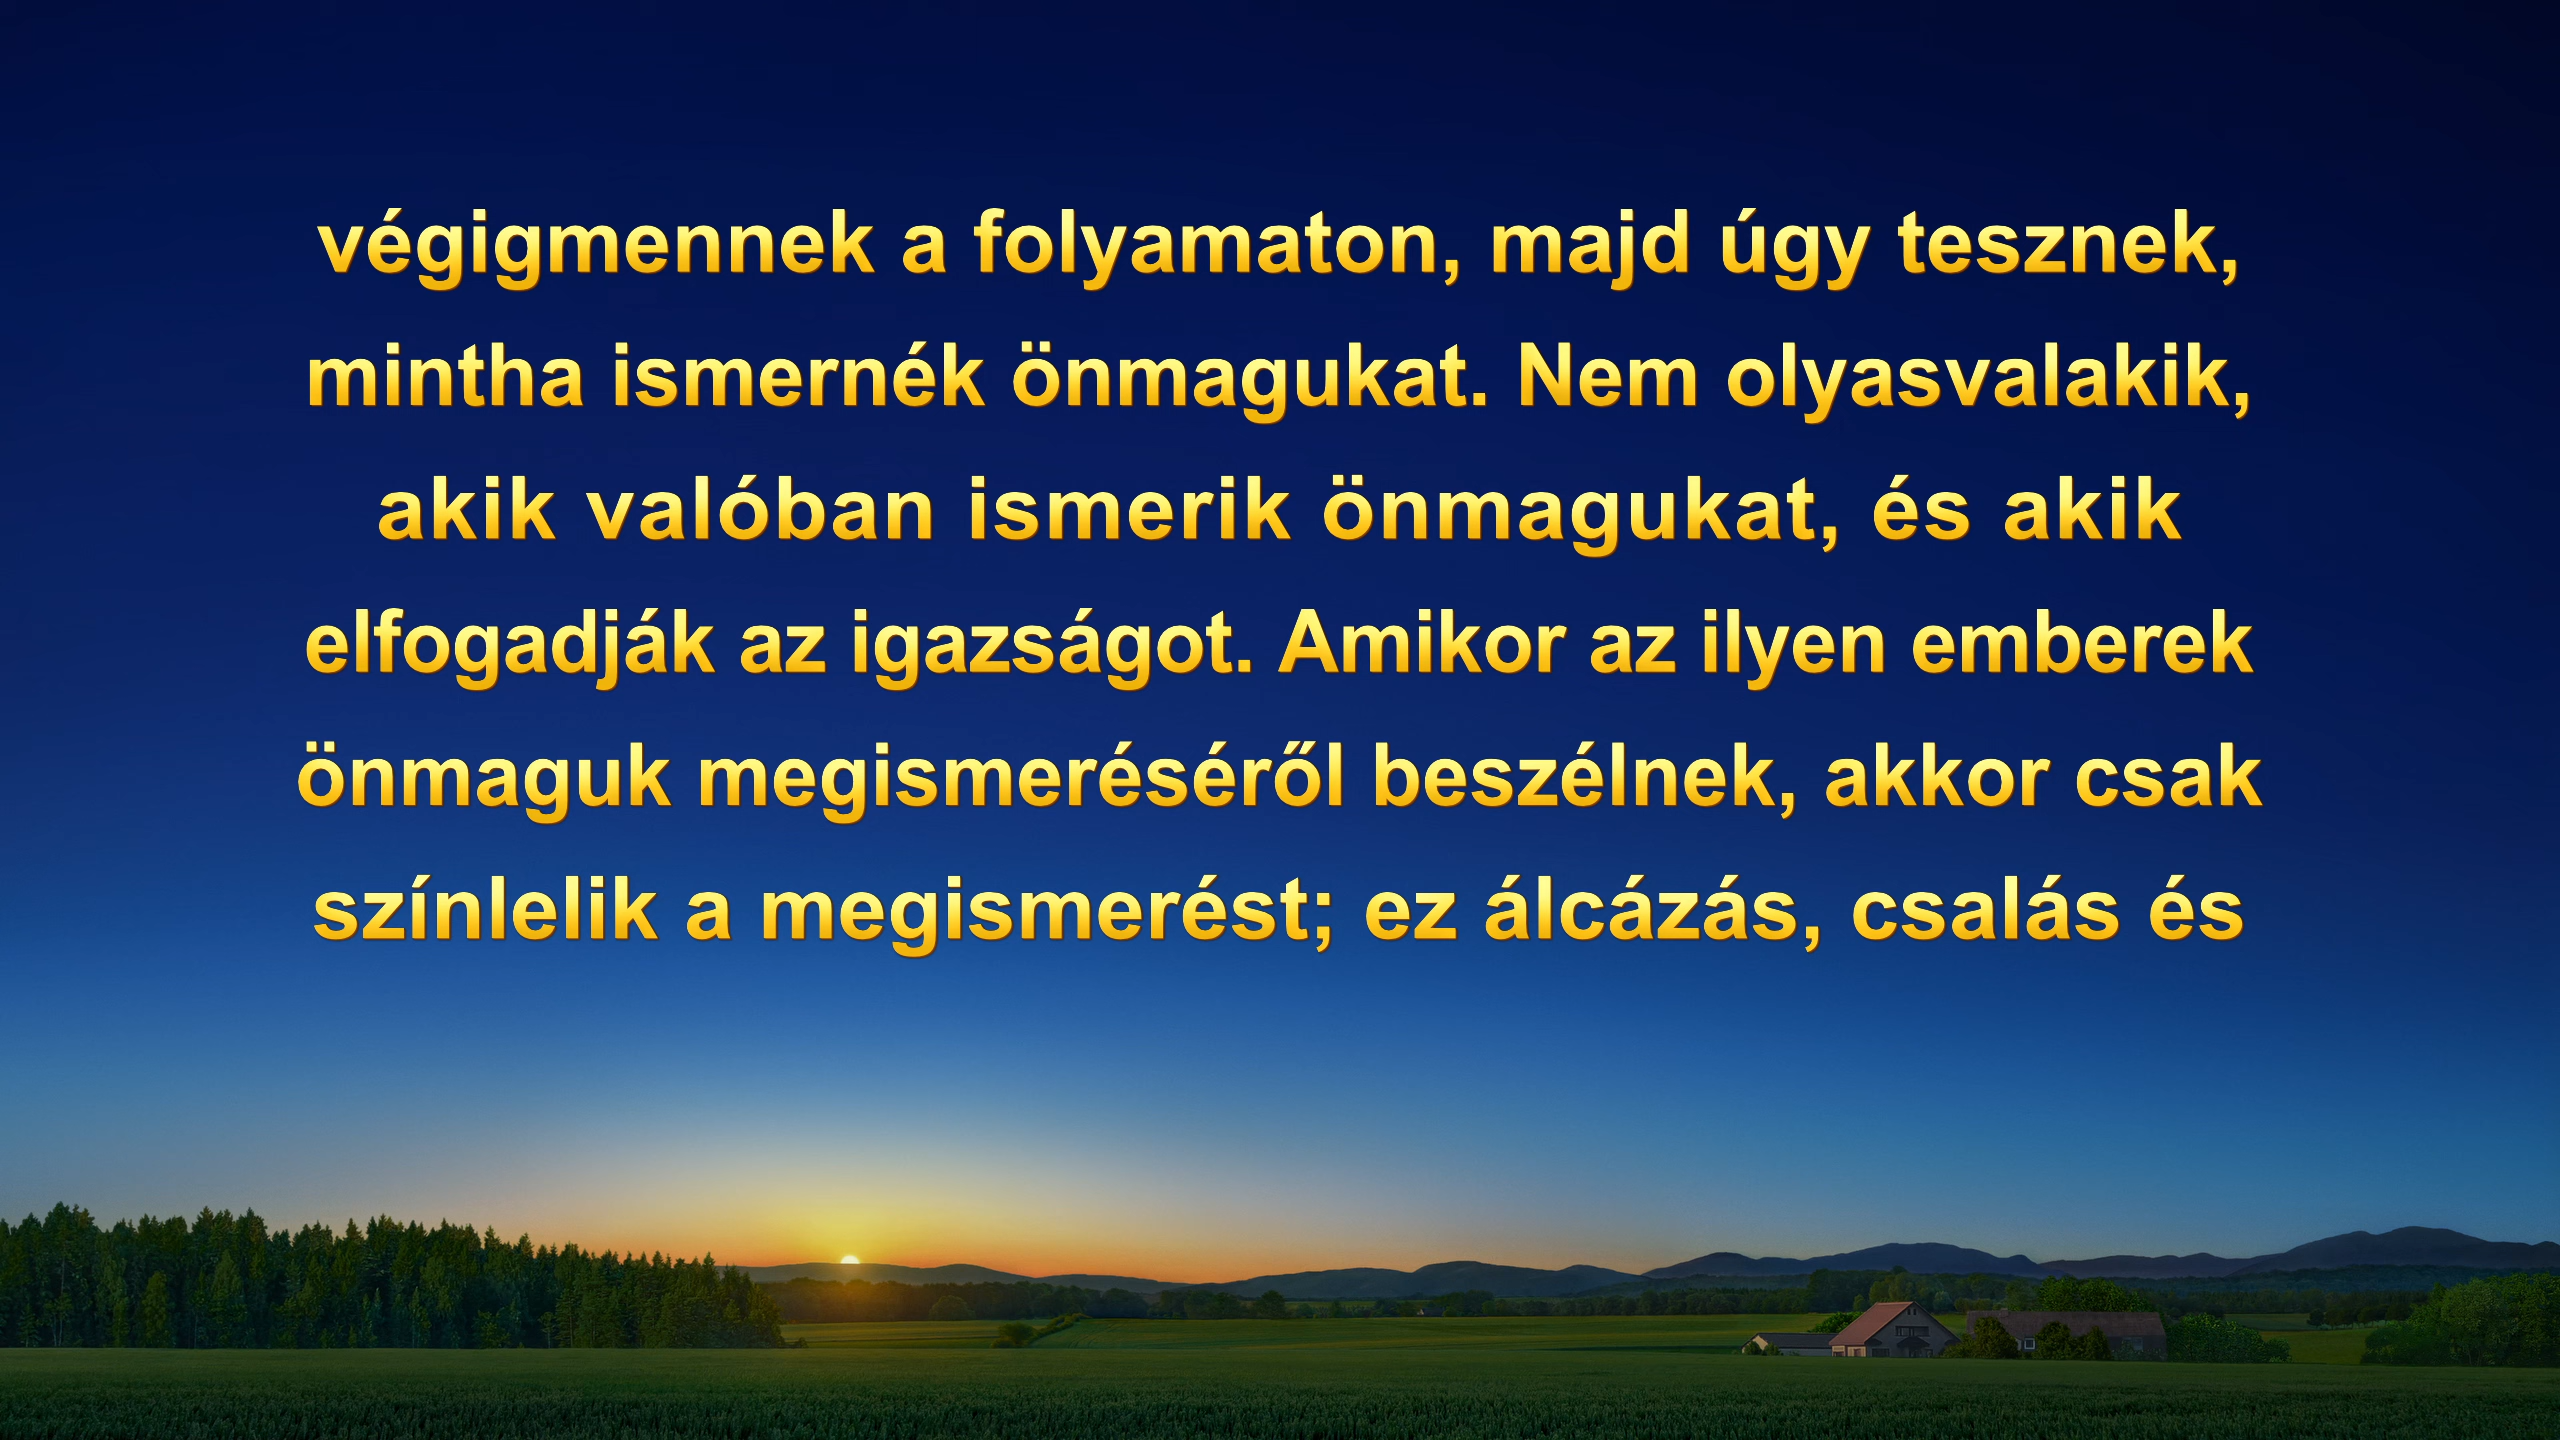 végigmennek a folyamaton, majd úgy tesznek,
mintha ismernék önmagukat. Nem olyasvalakik,
akik valóban ismerik önmagukat, és akik
elfogadják az igazságot. Amikor az ilyen emberek
önmaguk megismeréséről beszélnek, akkor csak
színlelik a megismerést; ez álcázás, csalás és